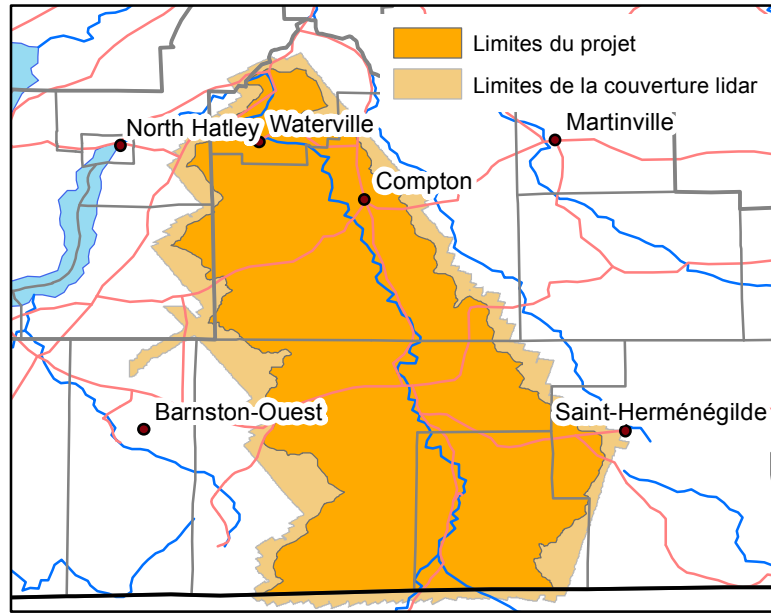 Limites du projet
Limites de la couverture lidar
North Hatley
Waterville
Martinville
Compton
Barnston-Ouest
Saint-Herménégilde